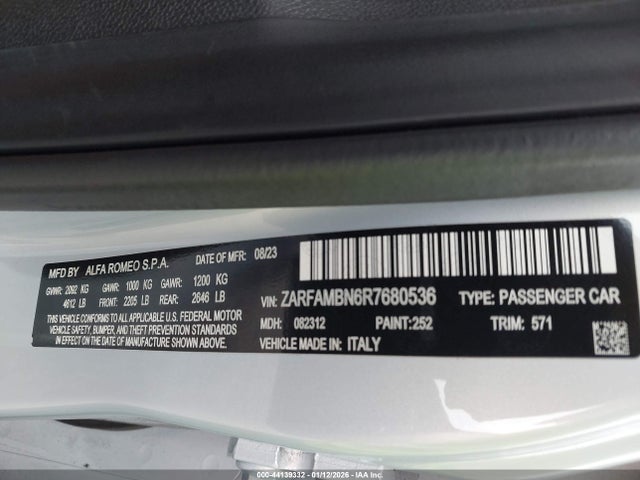 MFD BY ALFA ROMEO S.P.A. DATE OF MFR: 08/23
GVWR: 2092 KG GAWR: 1000 KG GAWR: 1200 KG
4612 LB FRONT: 2205 LB REAR: 2646 LB
THIS VEHICLE CONFORMS TO ALL APPLICABLE U.S. FEDERAL MOTOR
VEHICLE SAFETY, BUMPER, AND THEFT PREVENTION STANDARDS
IN EFFECT ON THE DATE OF MANUFACTURE SHOWN ABOVE.
VIN: ZARFAMBN6R7680536 TYPE: PASSENGER CAR
MDH: 082312 PAINT:252 TRIM: 571
VEHICLE MADE IN: ITALY
000-44139332 - 01/12/2026 - IAA Inc.